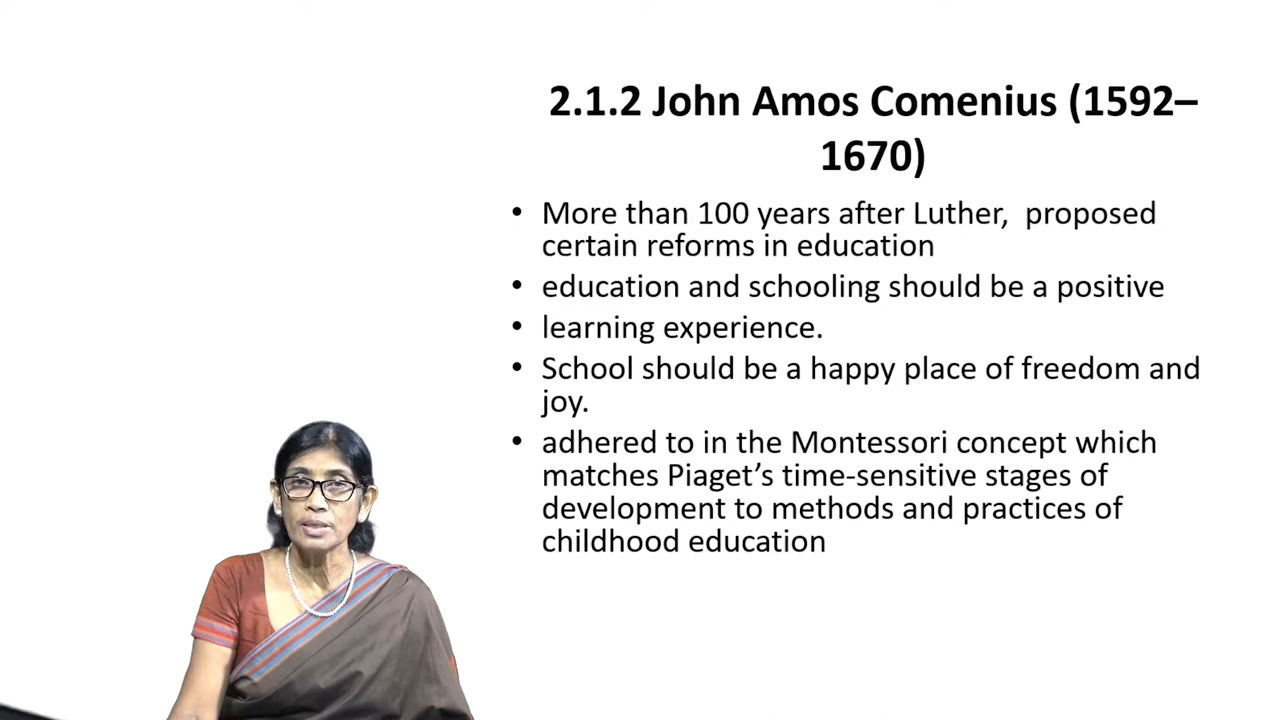 2.1.2 John Amos Comenius (1592–
1670)
• More than 100 years after Luther,  proposed
certain reforms in education
• education and schooling should be a positive
• learning experience.
• School should be a happy place of freedom and
joy.
• adhered to in the Montessori concept which
matches Piaget’s time-sensitive stages of
development to methods and practices of
childhood education